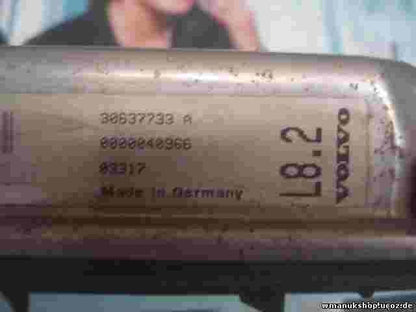 30637733 A
0000040966
03317
Made in Germany
L8.2
VOLVO
wmanukshop.ucoz.de